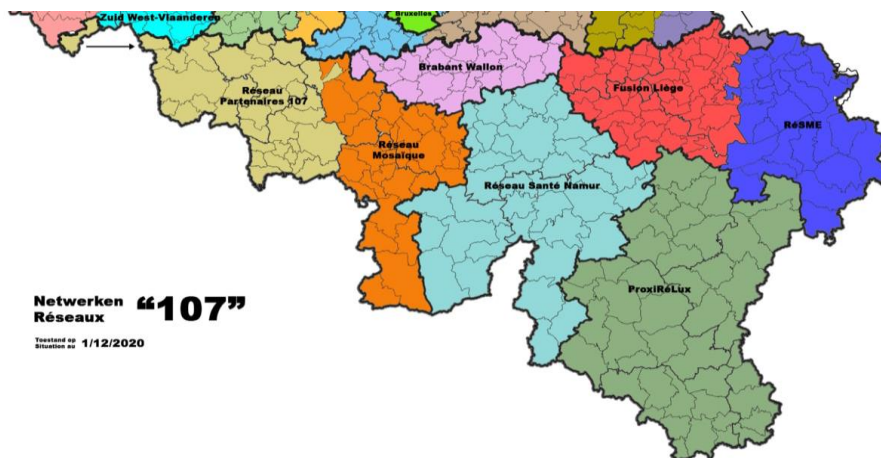 Zuid West-Vlaanderen
Bruxelles
Brabant Wallon
Fusion Liège
Réseau
Partenaires 107
RéSME
Réseau
Mosaïque
Réseau Santé Namur
ProxiRéLux
Netwerken
Réseaux
“107”
Toestand op
Situation au
1/12/2020